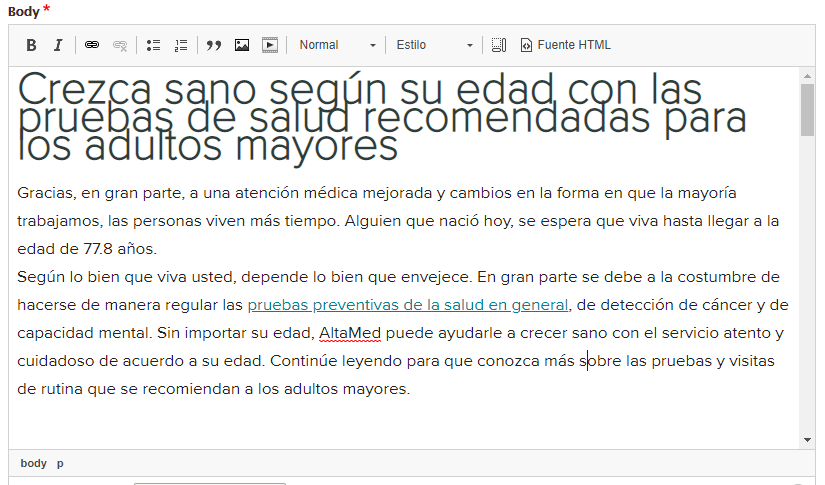 Body *
B I Normal Estilo Fuente HTML
Crezca sano según su edad con las
pruebas de salud recomendadas para
los adultos mayores
Gracias, en gran parte, a una atención médica mejorada y cambios en la forma en que la mayoría
trabajamos, las personas viven más tiempo. Alguien que nació hoy, se espera que viva hasta llegar a la
edad de 77.8 años.
Según lo bien que viva usted, depende lo bien que envejece. En gran parte se debe a la costumbre de
hacerse de manera regular las pruebas preventivas de la salud en general, de detección de cáncer y de
capacidad mental. Sin importar su edad, AltaMed puede ayudarle a crecer sano con el servicio atento y
cuidadoso de acuerdo a su edad. Continúe leyendo para que conozca más sobre las pruebas y visitas
de rutina que se recomiendan a los adultos mayores.
body p